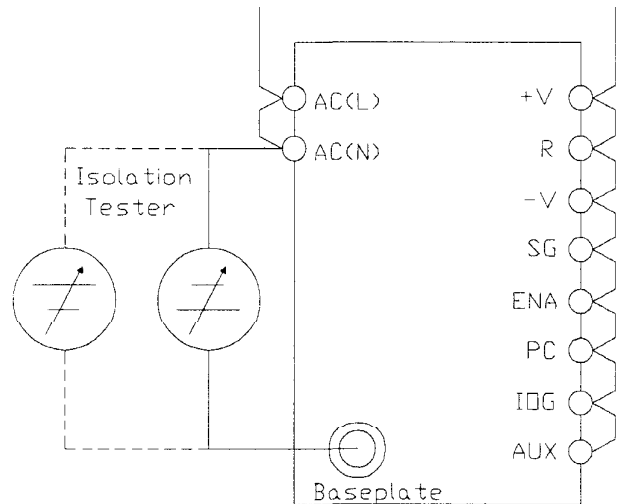 AC(L)
AC(N)
Isolation
Tester
+V
R
-V
SG
ENA
PC
IOG
AUX
Baseplate